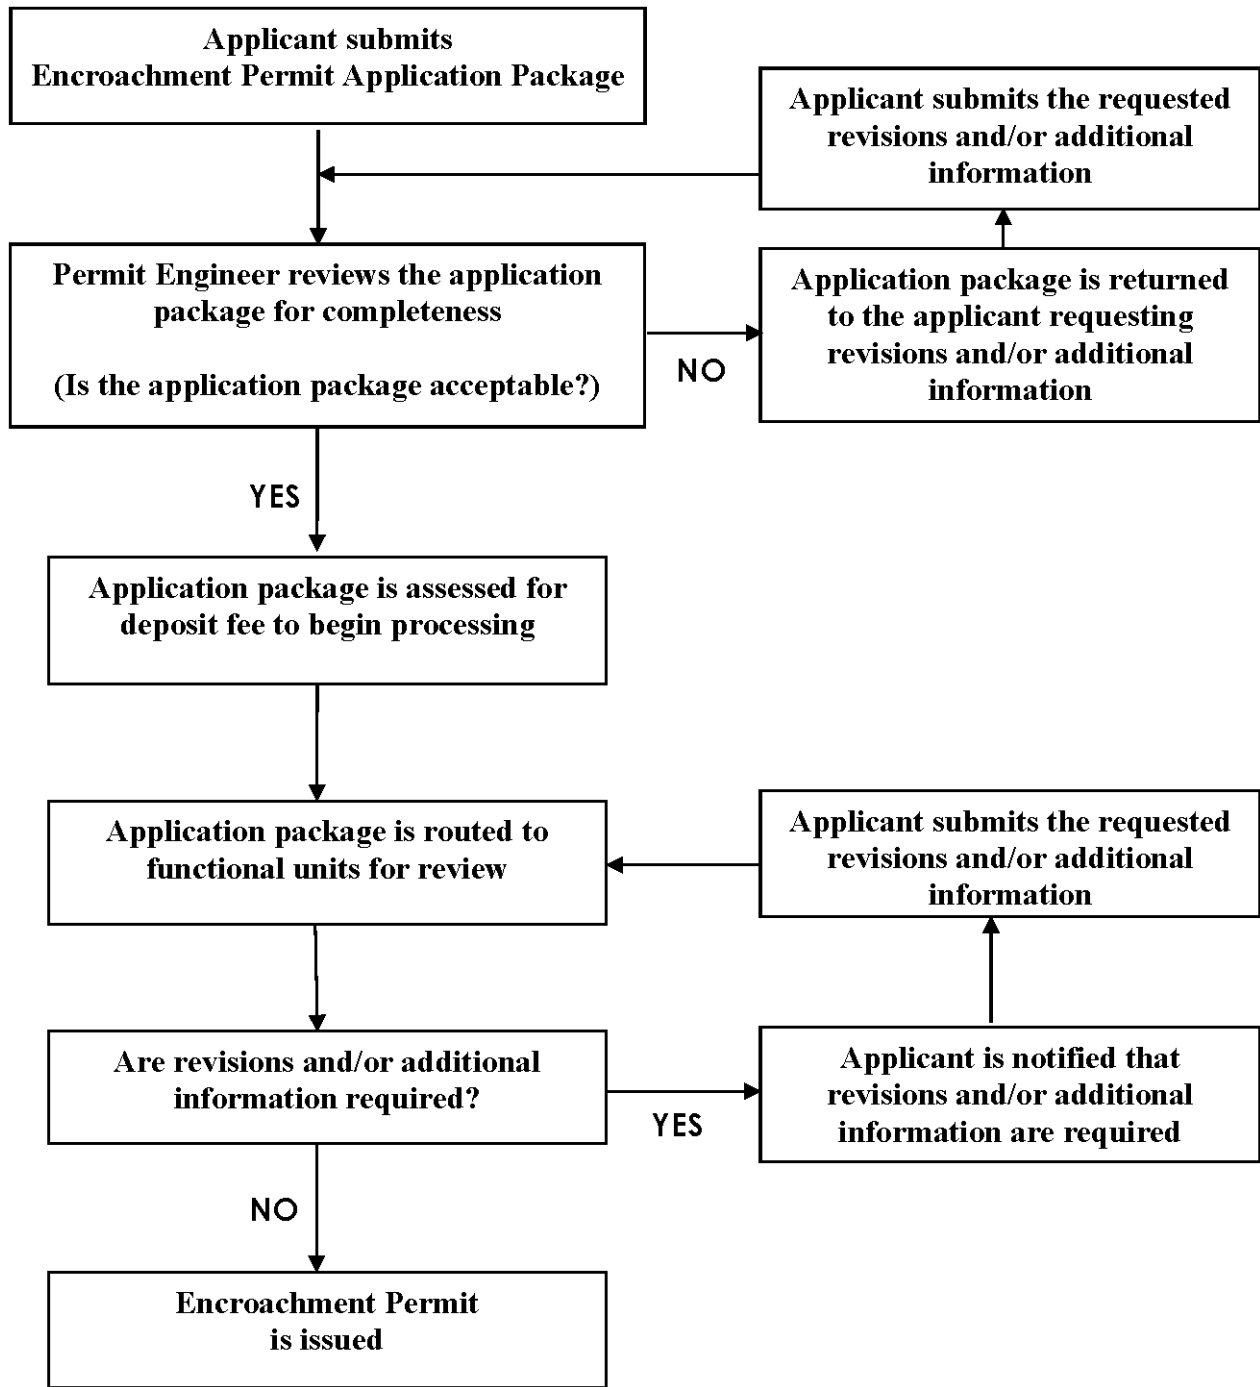 Applicant submits
Encroachment Permit Application Package
Applicant submits the requested
revisions and/or additional
information
Permit Engineer reviews the application
package for completeness
(Is the application package acceptable?)
NO
Application package is returned
to the applicant requesting
revisions and/or additional
information
YES
Application package is assessed for
deposit fee to begin processing
Application package is routed to
functional units for review
Applicant submits the requested
revisions and/or additional
information
Are revisions and/or additional
information required?
YES
Applicant is notified that
revisions and/or additional
information are required
NO
Encroachment Permit
is issued